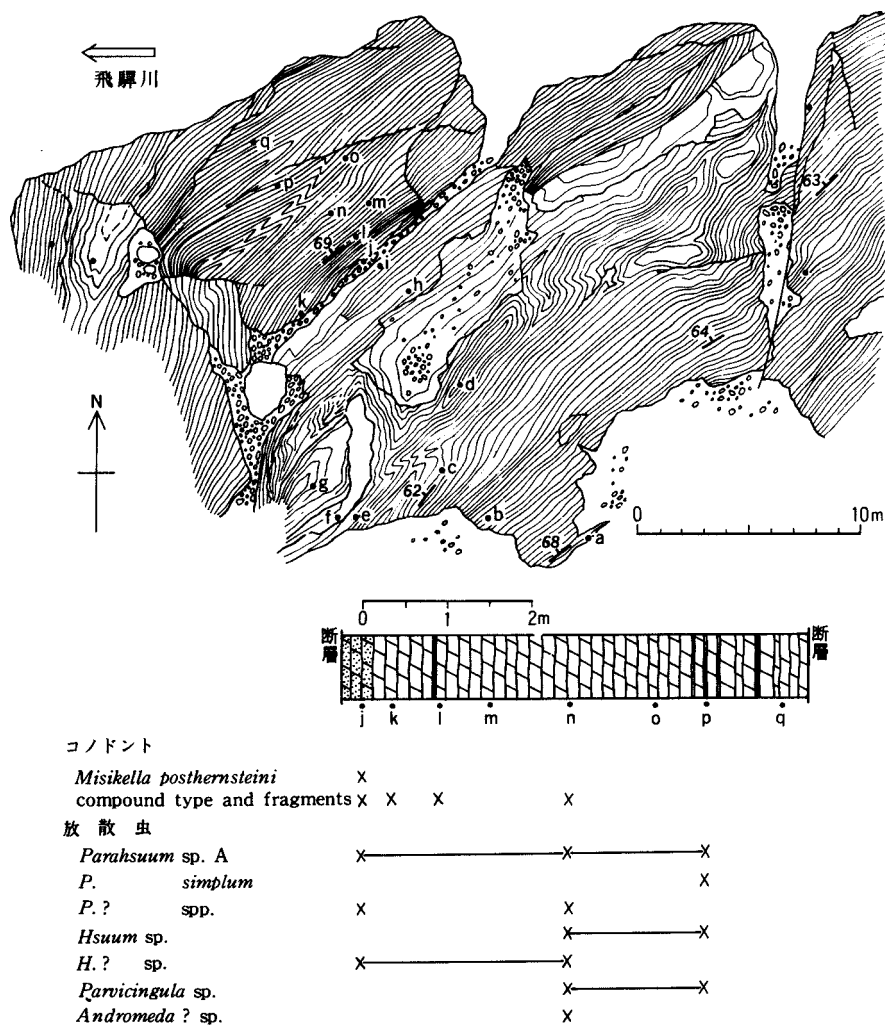 飛驒川
q
o
p
m
n
l
69
j
i
k
h
63
64
d
c
g
62
f
e
b
68
a
N
0 10m
0 1 2m
断層
断層
j k l m n o p q
コノドント
Misikella posthernsteini x
compound type and fragments x x x x
放散虫
Parahsuum sp. A x x x
P. simplum x
P. ? spp. x x
Hsuum sp. x x
H. ? sp. x x
Parvicingula sp. x x
Andromeda ? sp. x